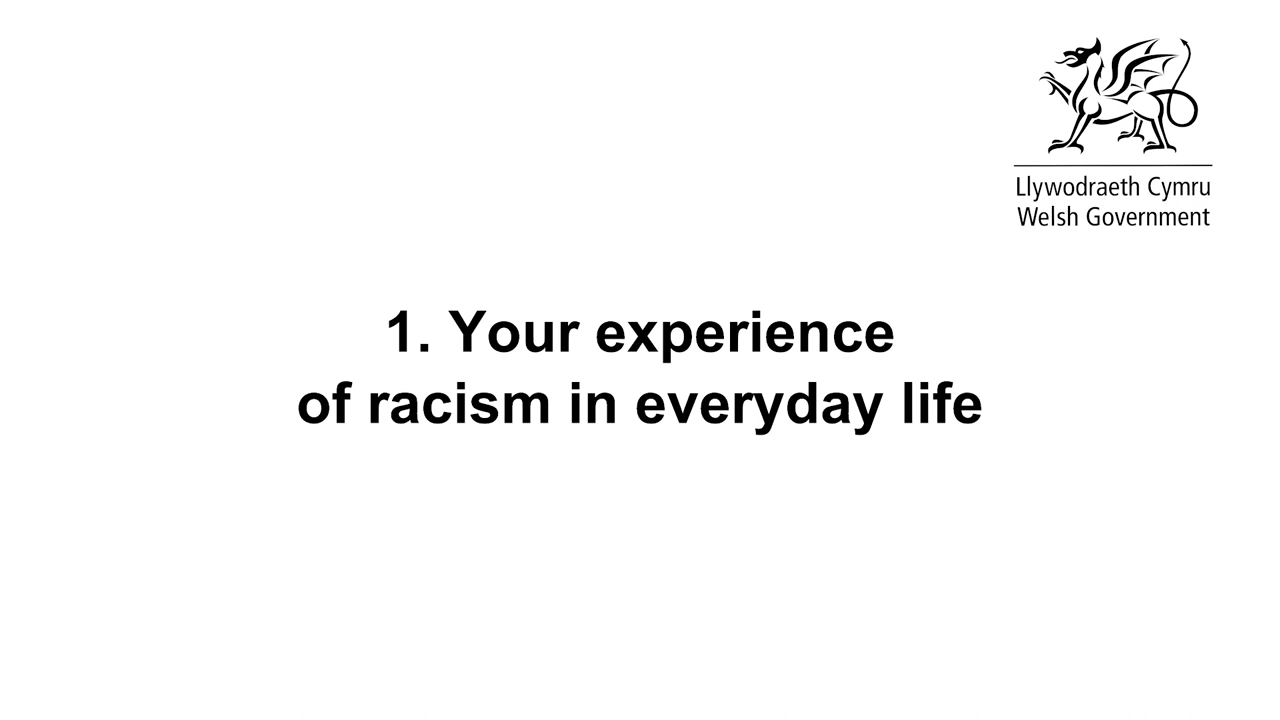 Llywodraeth Cymru
Welsh Government
1. Your experience
of racism in everyday life